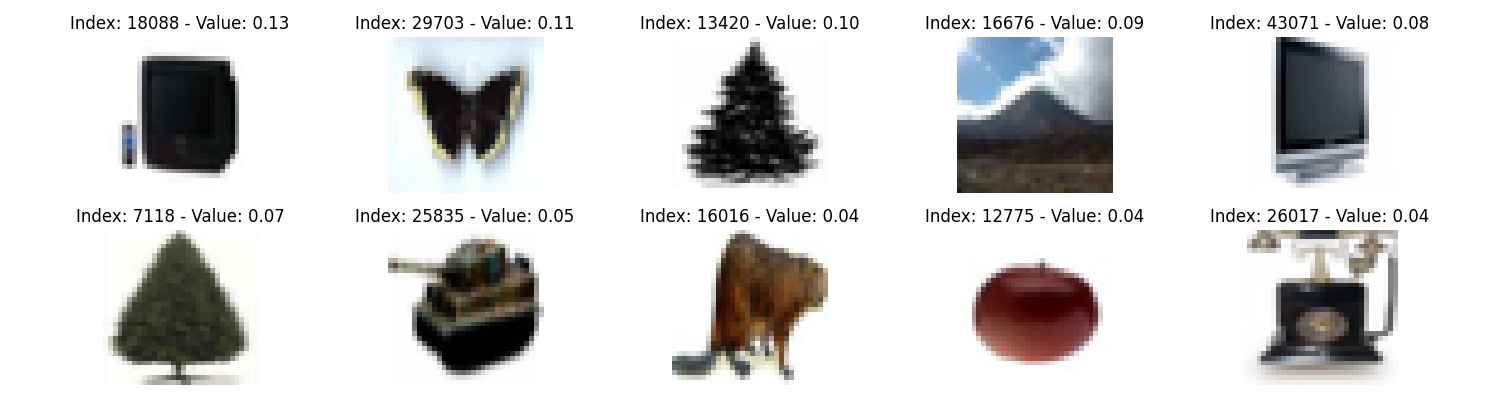 Index: 18088 - Value: 0.13
Index: 29703 - Value: 0.11
Index: 13420 - Value: 0.10
Index: 16676 - Value: 0.09
Index: 43071 - Value: 0.08
Index: 7118 - Value: 0.07
Index: 25835 - Value: 0.05
Index: 16016 - Value: 0.04
Index: 12775 - Value: 0.04
Index: 26017 - Value: 0.04